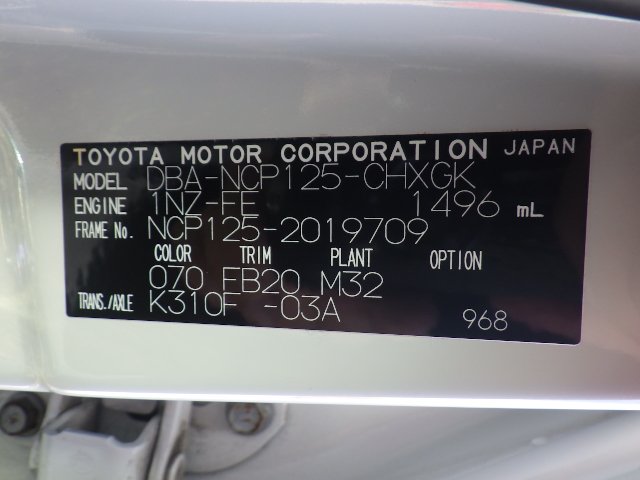 TOYOTA MOTOR CORPORATION JAPAN
MODEL DBA-NCP125-CHXGK
ENGINE 1NZ-FE 1496 mL
FRAME No. NCP125-2019709
COLOR TRIM PLANT OPTION
070 EB20 M32
TRANS./AXLE K310F -03A
968